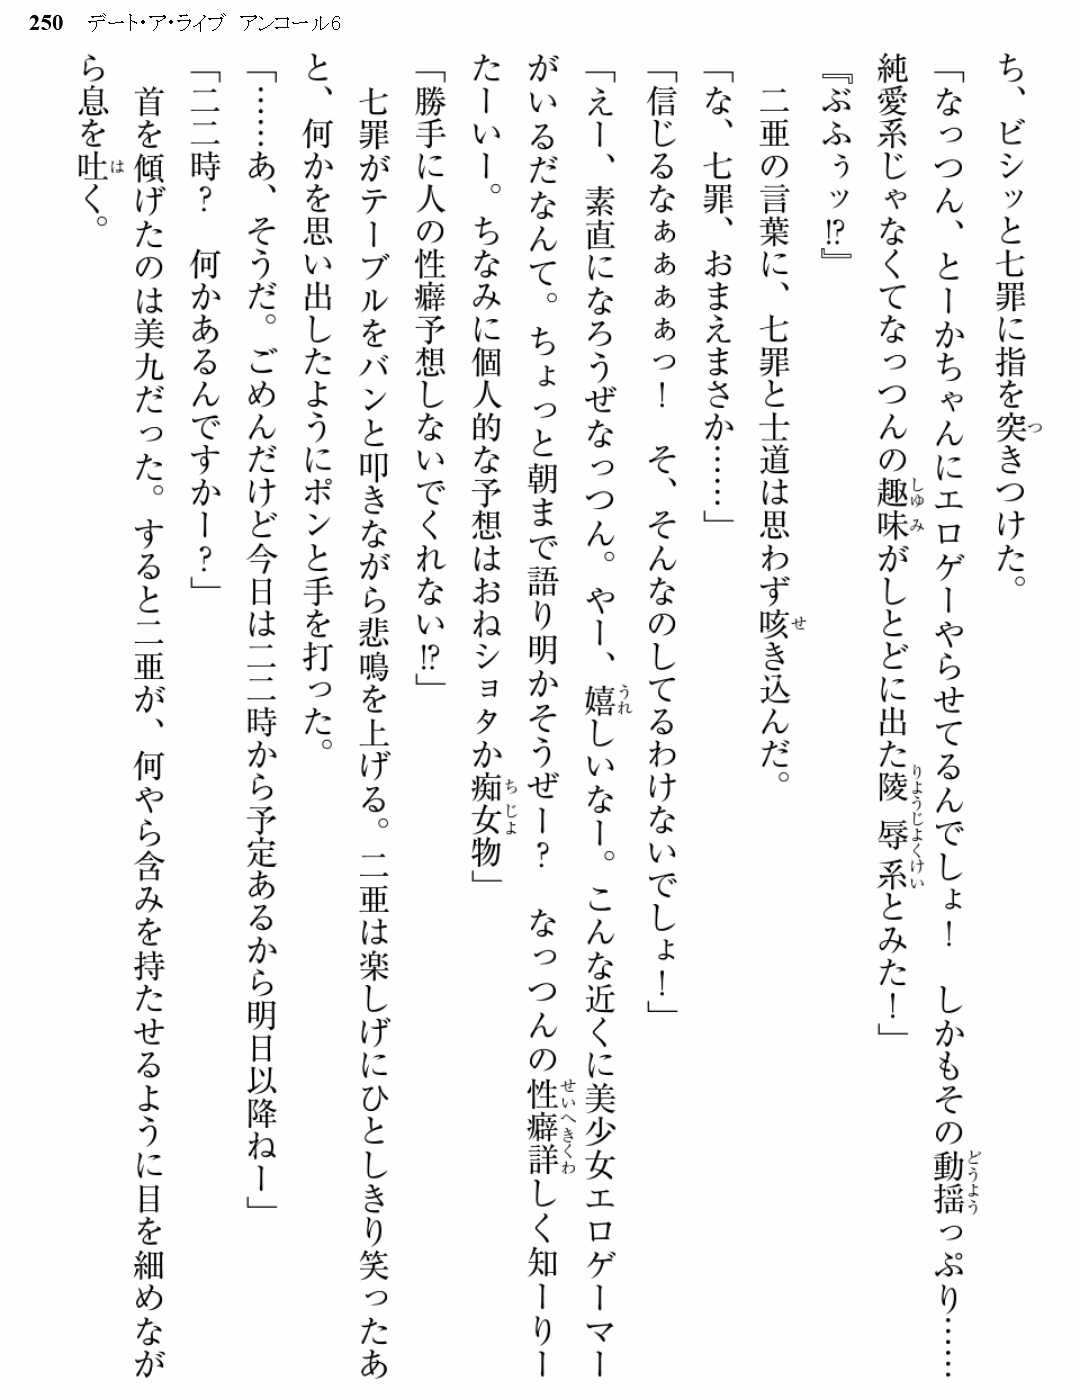 250 デート・ア・ライブ アンコール6
ち、ビシッと七罪に指を突きつけた。
「なっつん、とーかちゃんにエロゲーやらせてるんでしょ！　しかもその動揺っぷり……
純愛系じゃなくてなっつんの趣味がしとどに出た陵辱系とみた！」
『ぶふぅッ!?』
　二亜の言葉に、七罪と士道は思わず咳き込んだ。
「な、七罪、おまえまさか……」
「信じるなぁぁぁぁっ！　そ、そんなのしてるわけないでしょ！」
「えー、素直になろうぜなっつん。やー、嬉しいなー。こんな近くに美少女エロゲーマー
がいるだなんて。ちょっと朝まで語り明かそうぜー？　なっつんの性癖詳しく知ーりー
たーいー。ちなみに個人的な予想はおねショタか痴女物」
「勝手に人の性癖予想しないでくれない!?」
　七罪がテーブルをバンと叩きながら悲鳴を上げる。二亜は楽しげにひとしきり笑ったあ
と、何かを思い出したようにポンと手を打った。
「……あ、そうだ。ごめんだけど今日は二二時から予定あるから明日以降ねー」
「二二時？　何かあるんですかー？」
　首を傾げたのは美九だった。すると二亜が、何やら含みを持たせるように目を細めなが
ら息を吐く。